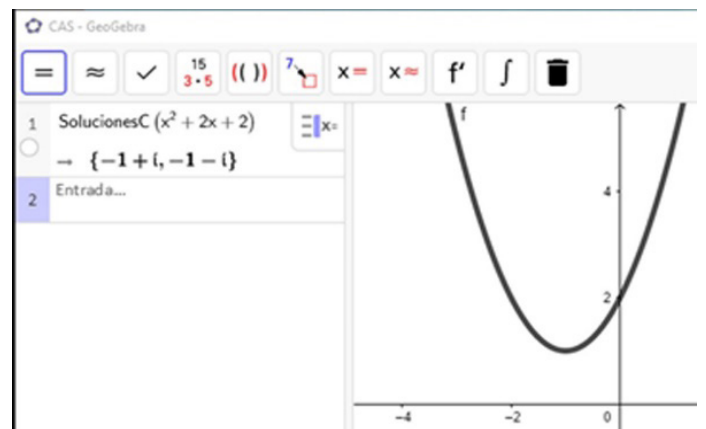 CAS - GeoGebra
= ≈ ✓ 15 3·5 (( )) 7 x= x≈ f′ ∫
1 SolucionesC (x² + 2x + 2) x=
→ {−1 + i, −1 − i}
2 Entrada...
f
4
2
−4 −2 0